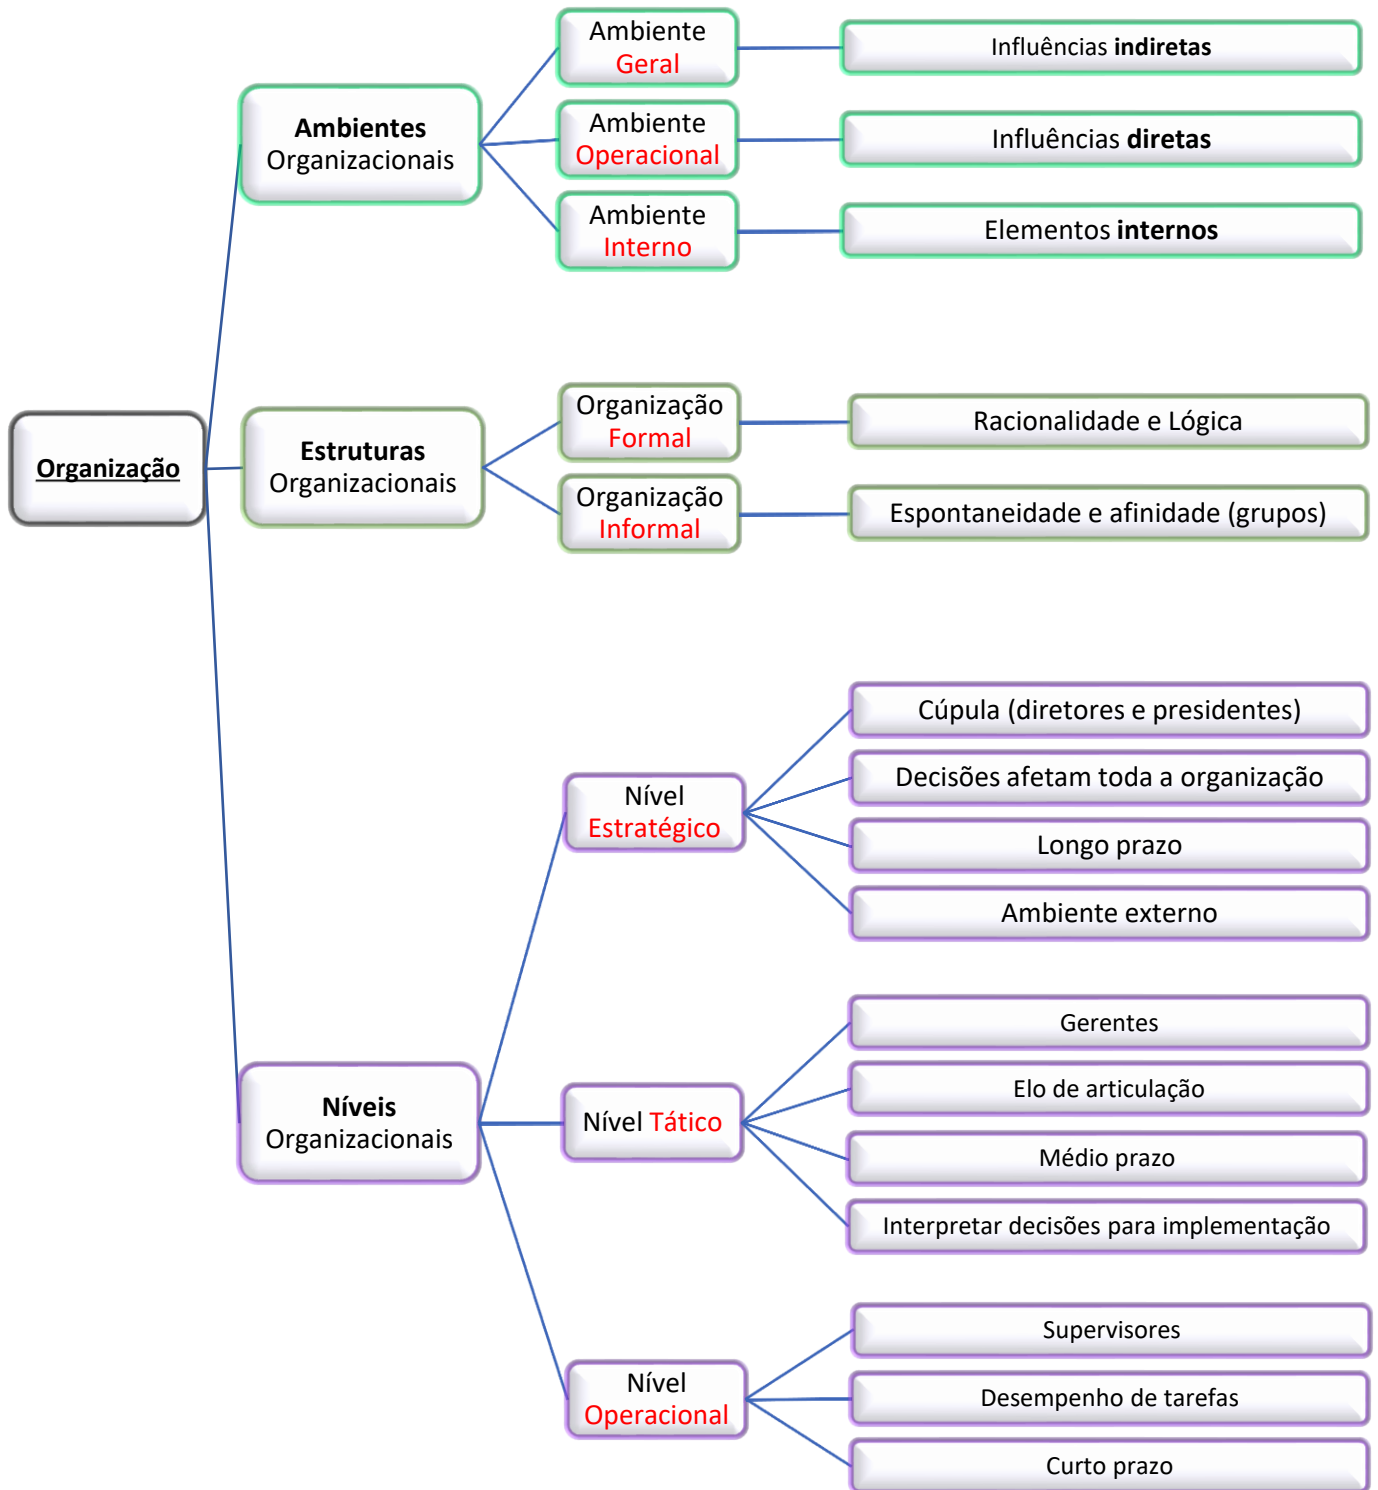 Organização
Ambientes
Organizacionais
Ambiente
Geral
Influências indiretas
Ambiente
Operacional
Influências diretas
Ambiente
Interno
Elementos internos
Estruturas
Organizacionais
Organização
Formal
Racionalidade e Lógica
Organização
Informal
Espontaneidade e afinidade (grupos)
Níveis
Organizacionais
Nível
Estratégico
Cúpula (diretores e presidentes)
Decisões afetam toda a organização
Longo prazo
Ambiente externo
Nível Tático
Gerentes
Elo de articulação
Médio prazo
Interpretar decisões para implementação
Nível
Operacional
Supervisores
Desempenho de tarefas
Curto prazo